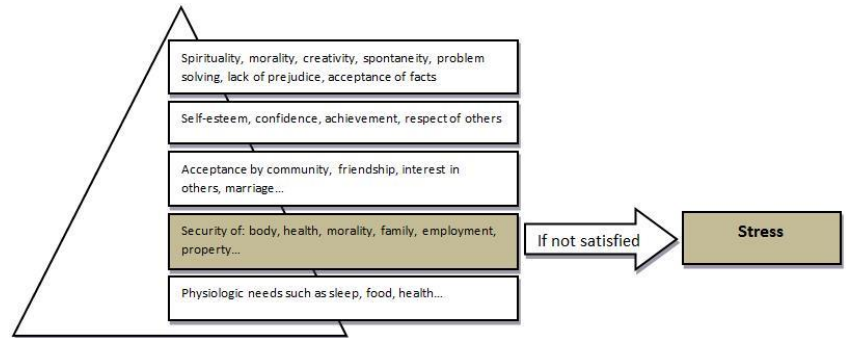 Spirituality, morality, creativity, spontaneity, problem
solving, lack of prejudice, acceptance of facts
Self-esteem, confidence, achievement, respect of others
Acceptance by community, friendship, interest in
others, marriage...
Security of: body, health, morality, family, employment,
property...
If not satisfied
Stress
Physiologic needs such as sleep, food, health...